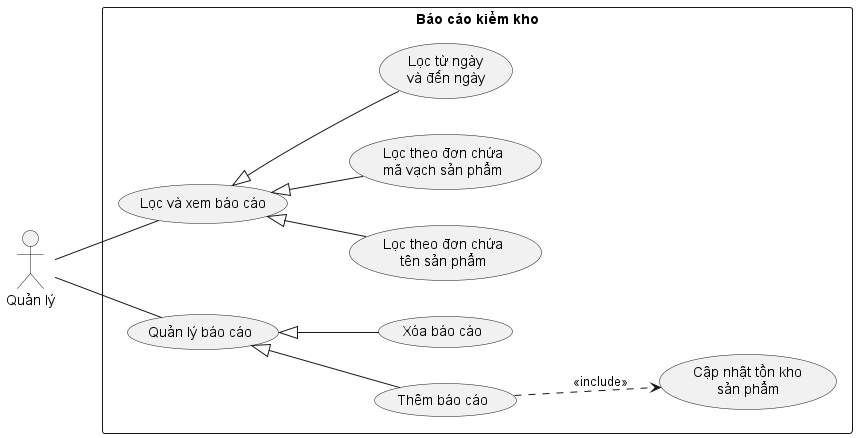 Báo cáo kiểm kho
Lọc từ ngày
và đến ngày
Lọc theo đơn chứa
mã vạch sản phẩm
Lọc và xem báo cáo
Lọc theo đơn chứa
tên sản phẩm
Quản lý
Quản lý báo cáo
Xóa báo cáo
Thêm báo cáo
«include»
Cập nhật tồn kho
sản phẩm